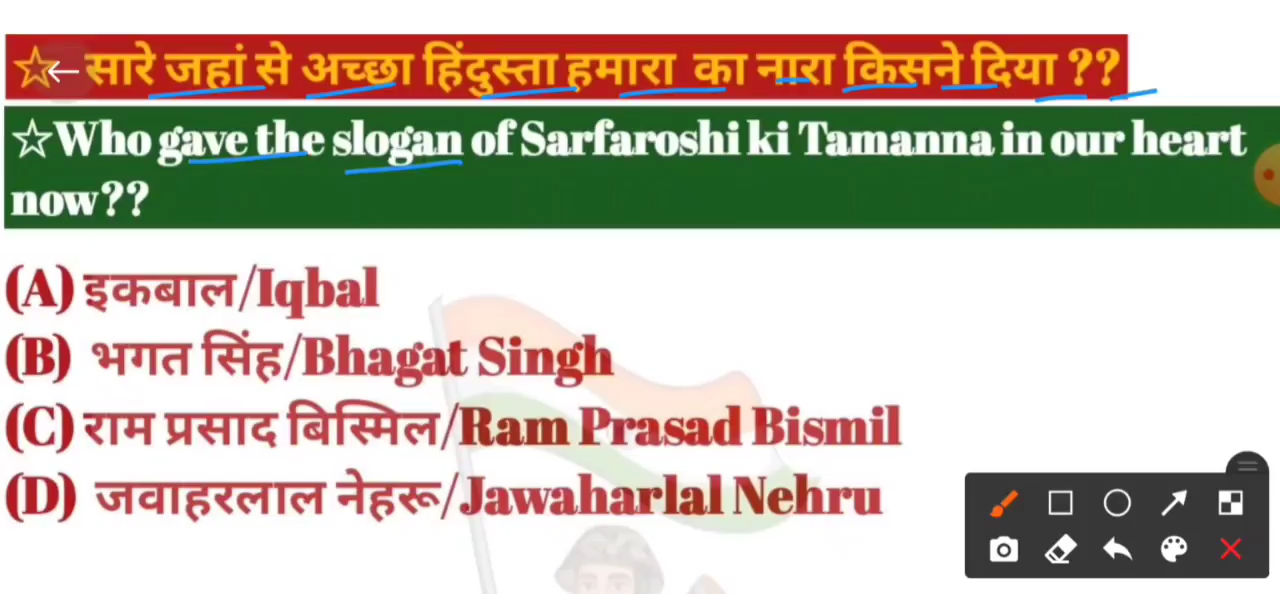 ☆ सारे जहां से अच्छा हिंदुस्ता हमारा का नारा किसने दिया ??
☆Who gave the slogan of Sarfaroshi ki Tamanna in our heart
now??
(A) इकबाल/Iqbal
(B) भगत सिंह/Bhagat Singh
(C) राम प्रसाद बिस्मिल/Ram Prasad Bismil
(D) जवाहरलाल नेहरू/Jawaharlal Nehru